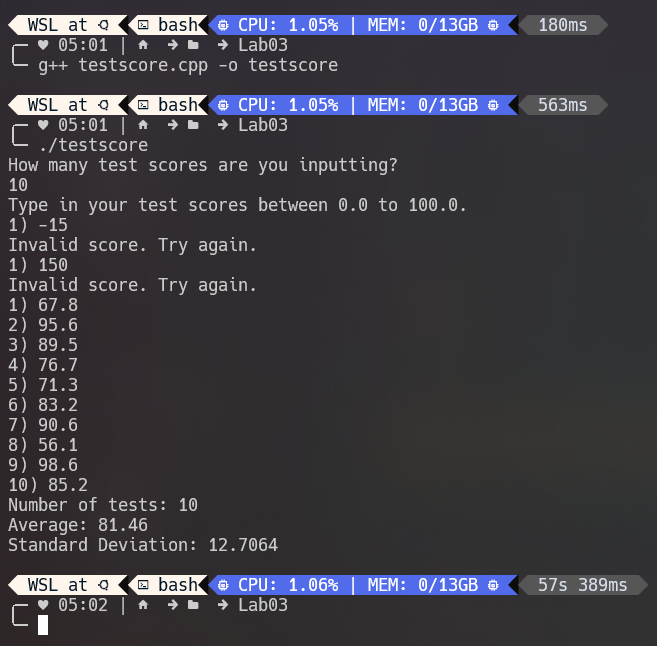 WSL at bash CPU: 1.05% | MEM: 0/13GB 180ms
05:01 | Lab03
g++ testscore.cpp -o testscore
WSL at bash CPU: 1.05% | MEM: 0/13GB 563ms
05:01 | Lab03
./testscore
How many test scores are you inputting?
10
Type in your test scores between 0.0 to 100.0.
1) -15
Invalid score. Try again.
1) 150
Invalid score. Try again.
1) 67.8
2) 95.6
3) 89.5
4) 76.7
5) 71.3
6) 83.2
7) 90.6
8) 56.1
9) 98.6
10) 85.2
Number of tests: 10
Average: 81.46
Standard Deviation: 12.7064
WSL at bash CPU: 1.06% | MEM: 0/13GB 57s 389ms
05:02 | Lab03